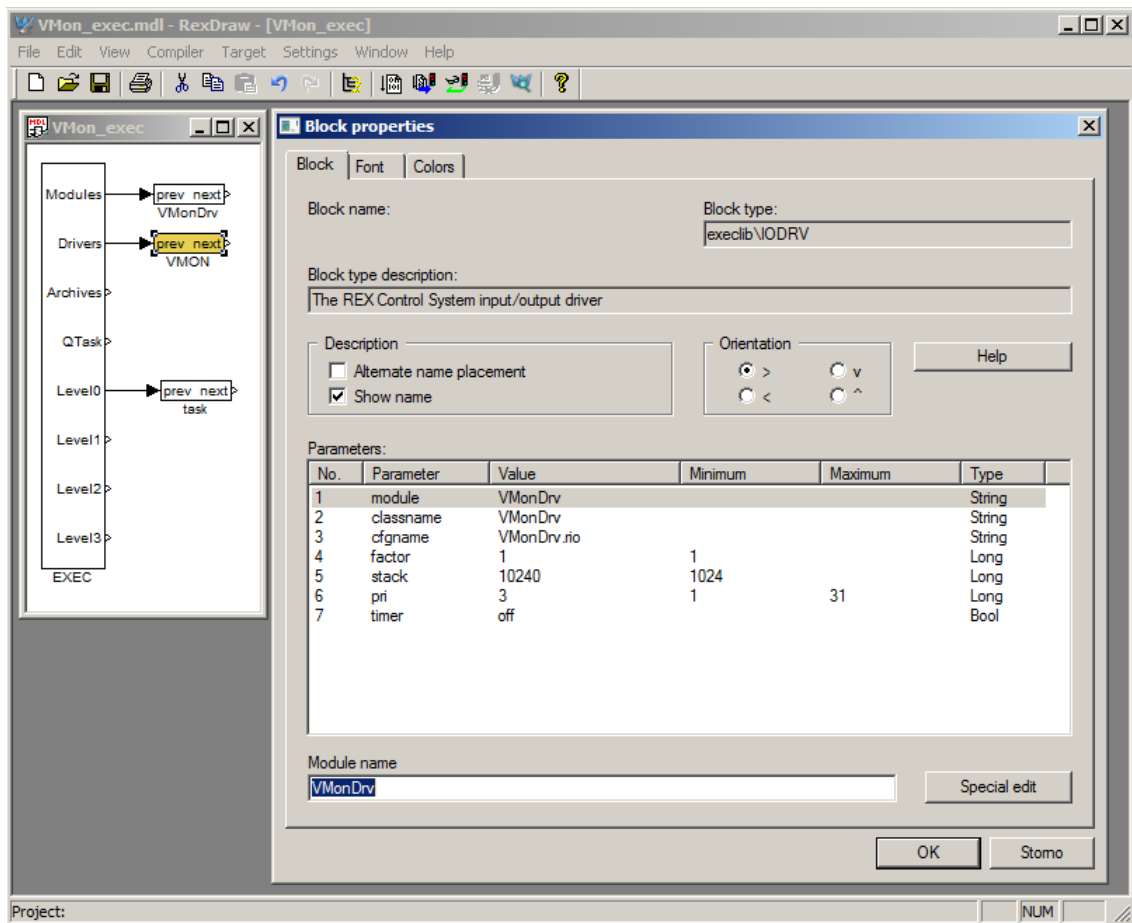 VMon_exec.mdl - RexDraw - [VMon_exec]
File Edit View Compiler Target Settings Window Help
MDL
VMon_exec
Modules
prev next
VMonDrv
Drivers
prev next
VMON
Archives
QTask
Level0
prev next
task
Level1
Level2
Level3
EXEC
Block properties
Block Font Colors
Block name:
Block type:
execlib\IODRV
Block type description:
The REX Control System input/output driver
Description
Alternate name placement
Show name
Orientation
> v
< ^
Help
Parameters:
No. Parameter Value Minimum Maximum Type
1 module VMonDrv String
2 classname VMonDrv String
3 cfgname VMonDrv.rio String
4 factor 1 1 Long
5 stack 10240 1024 Long
6 pri 3 1 31 Long
7 timer off Bool
Module name
VMonDrv
Special edit
OK Storno
Project:
NUM